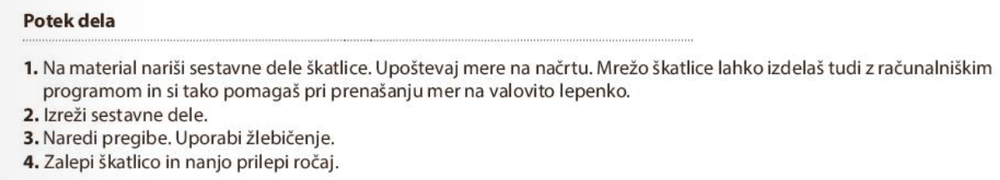 Potek dela
1. Na material nariši sestavne dele škatlice. Upoštevaj mere na načrtu. Mrežo škatlice lahko izdelaš tudi z računalniškim
programom in si tako pomagaš pri prenašanju mer na valovito lepenko.
2. Izreži sestavne dele.
3. Naredi pregibe. Uporabi žlebičenje.
4. Zalepi škatlico in nanjo prilepi ročaj.